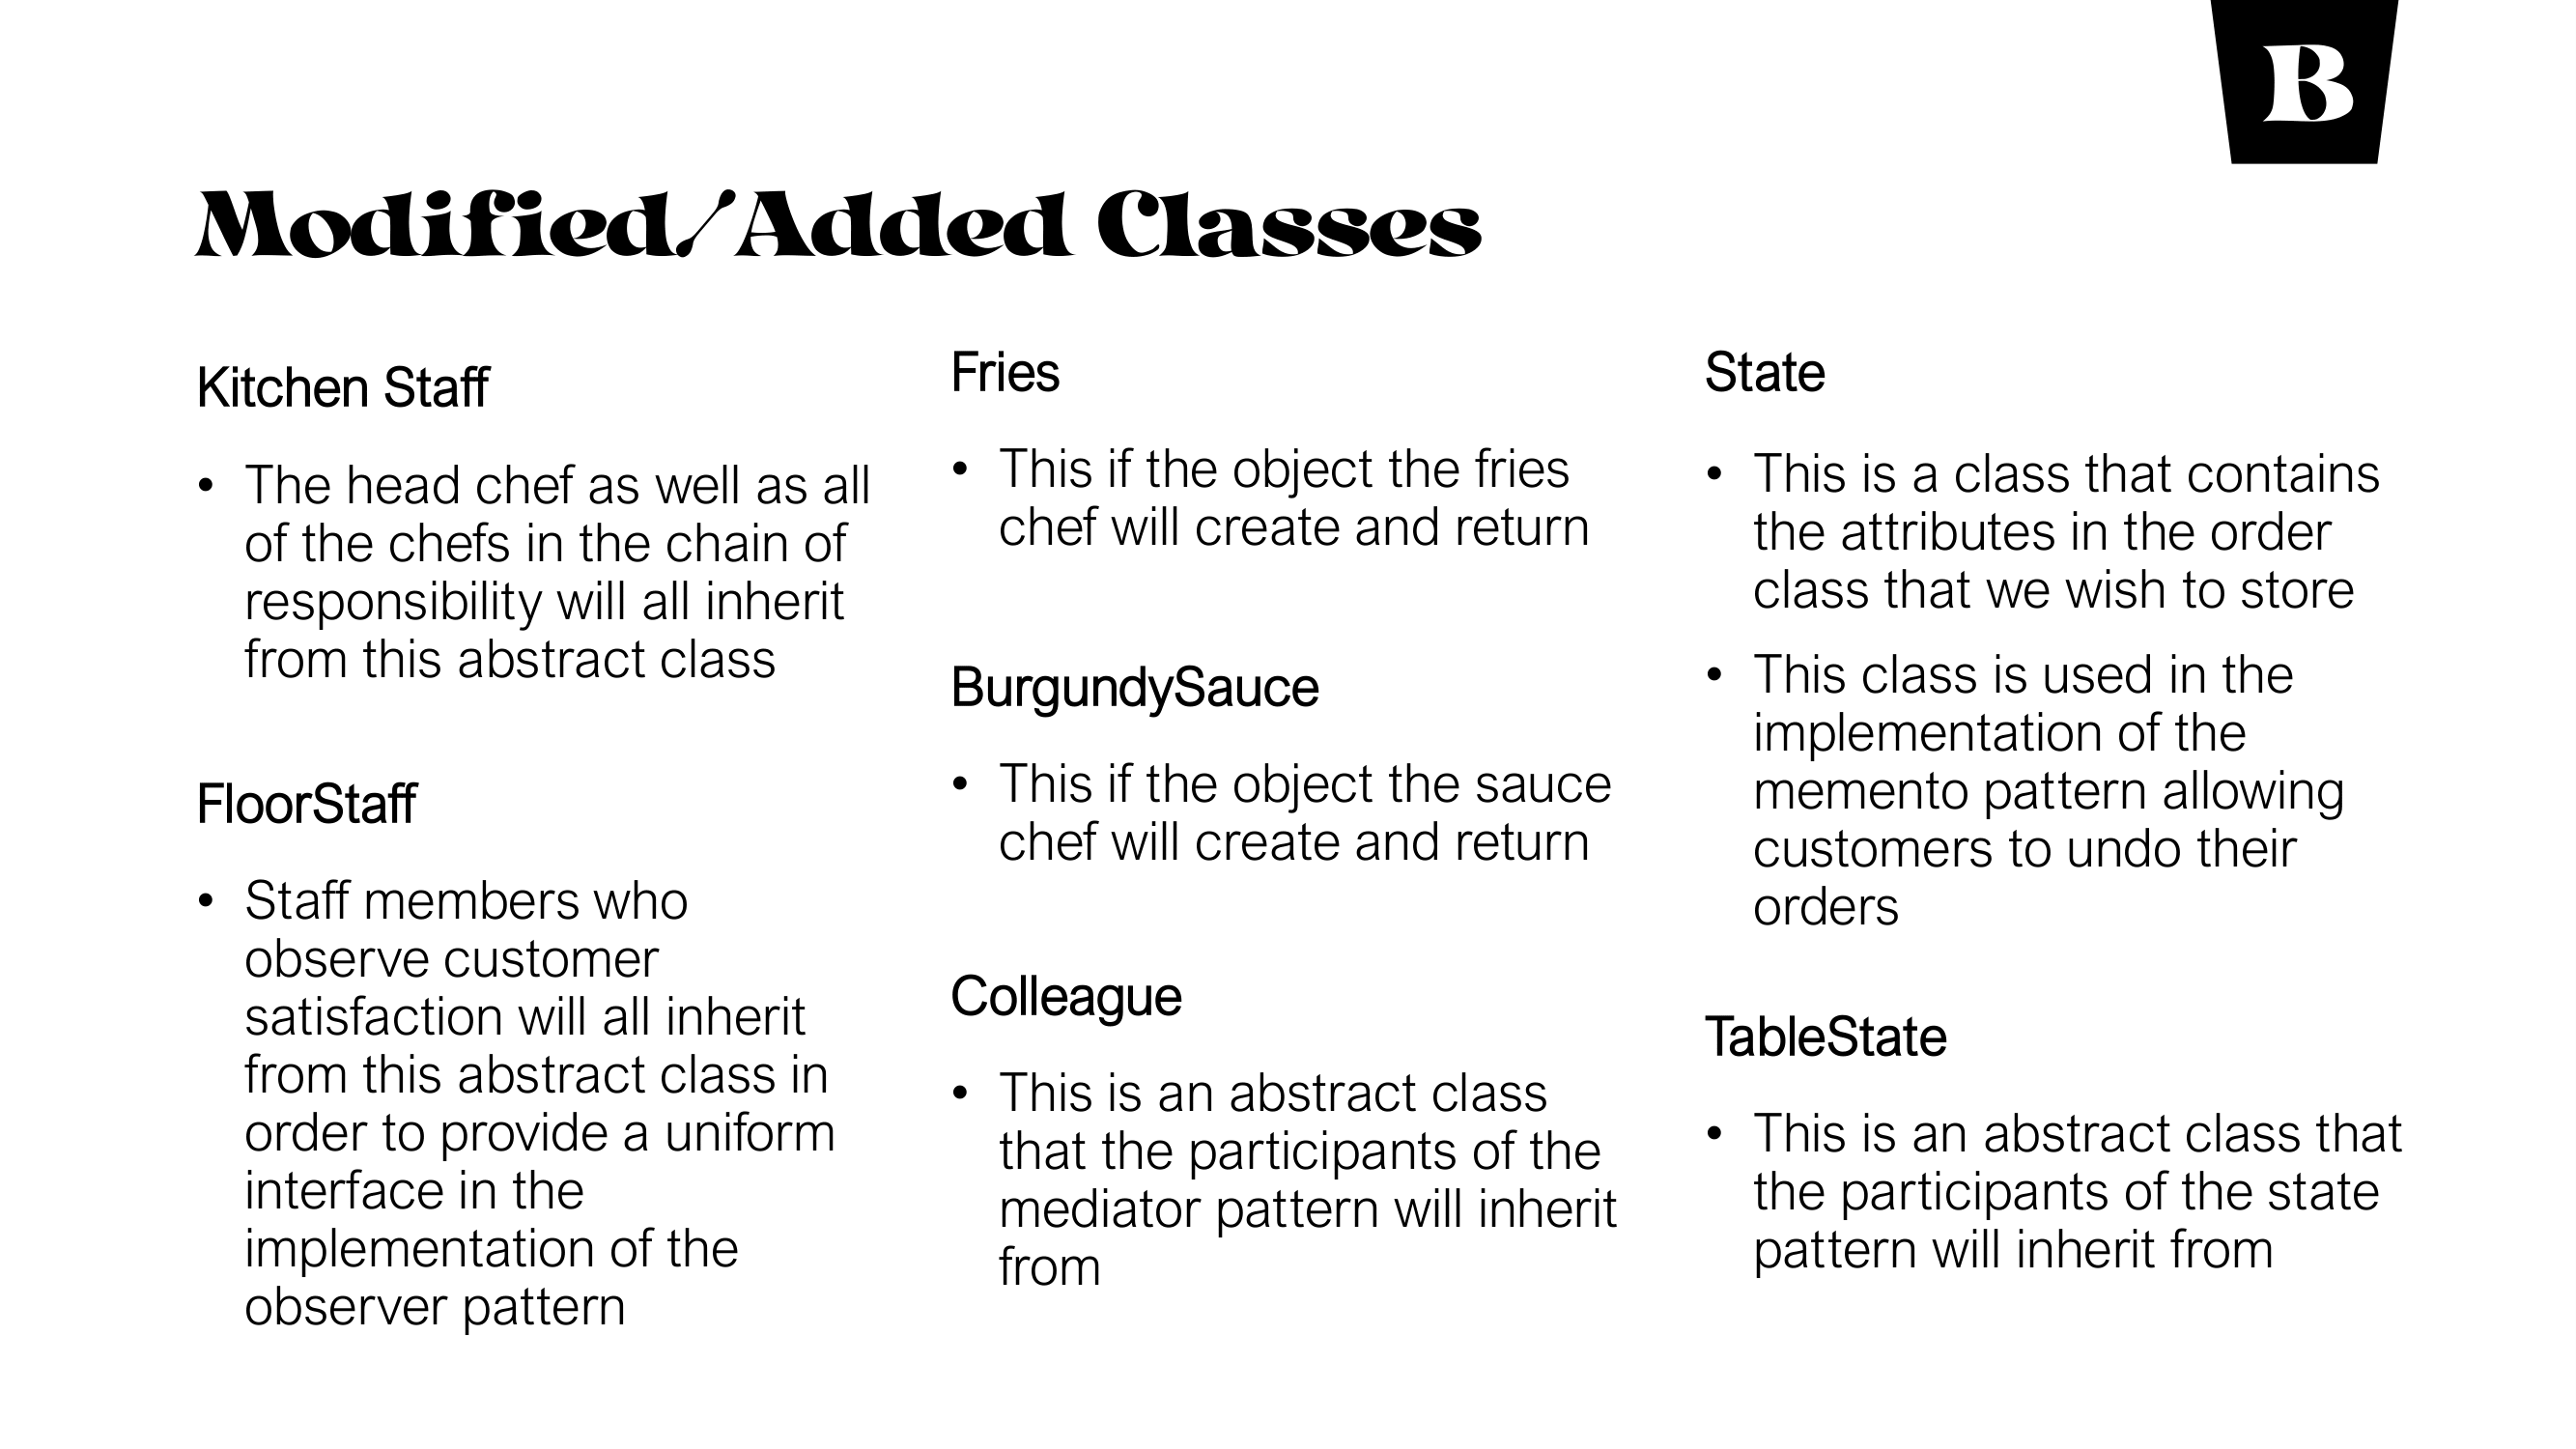 B
Modified/Added Classes
Kitchen Staff
• The head chef as well as all
of the chefs in the chain of
responsibility will all inherit
from this abstract class
FloorStaff
• Staff members who
observe customer
satisfaction will all inherit
from this abstract class in
order to provide a uniform
interface in the
implementation of the
observer pattern
Fries
• This if the object the fries
chef will create and return
BurgundySauce
• This if the object the sauce
chef will create and return
Colleague
• This is an abstract class
that the participants of the
mediator pattern will inherit
from
State
• This is a class that contains
the attributes in the order
class that we wish to store
• This class is used in the
implementation of the
memento pattern allowing
customers to undo their
orders
TableState
• This is an abstract class that
the participants of the state
pattern will inherit from